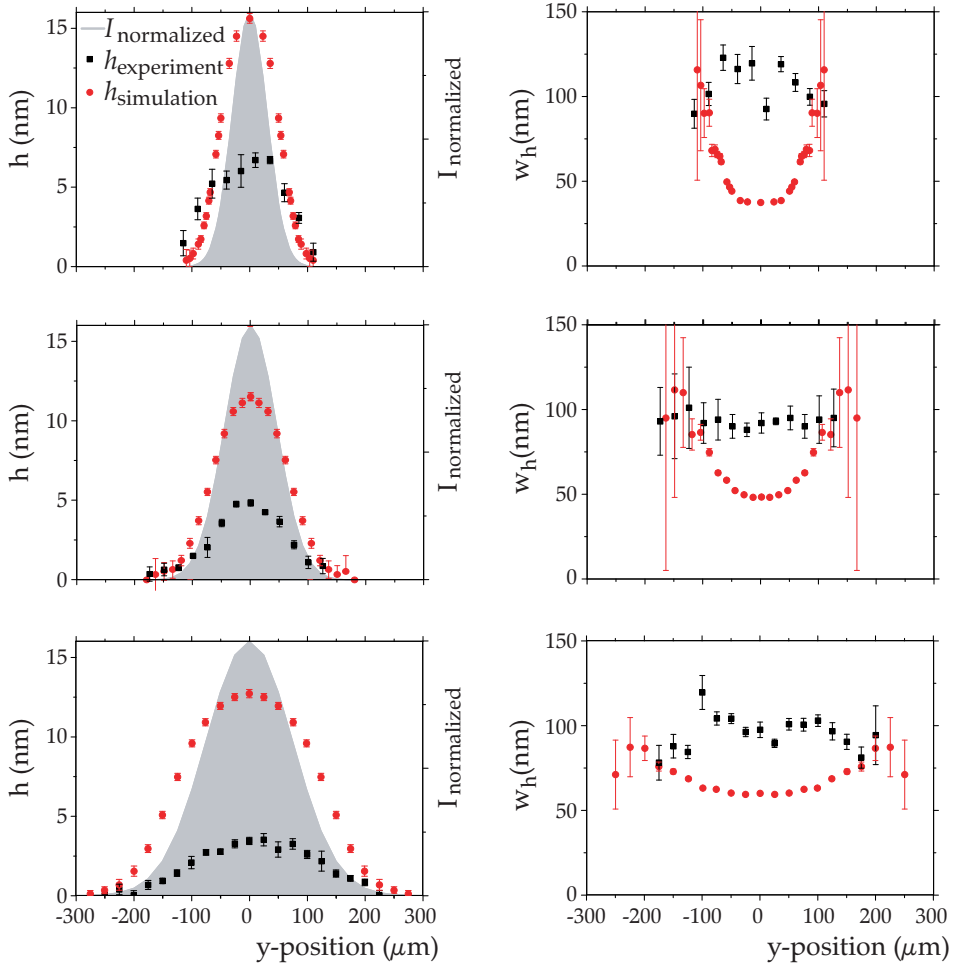 I normalized
h experiment
h simulation
15
10
5
0
h (nm)
I normalized
150
100
50
0
w_h(nm)
15
10
5
0
h (nm)
I normalized
150
100
50
0
w_h(nm)
15
10
5
0
h (nm)
I normalized
-300 -200 -100 0 100 200 300
y-position (μm)
150
100
50
0
w_h(nm)
-300 -200 -100 0 100 200 300
y-position (μm)